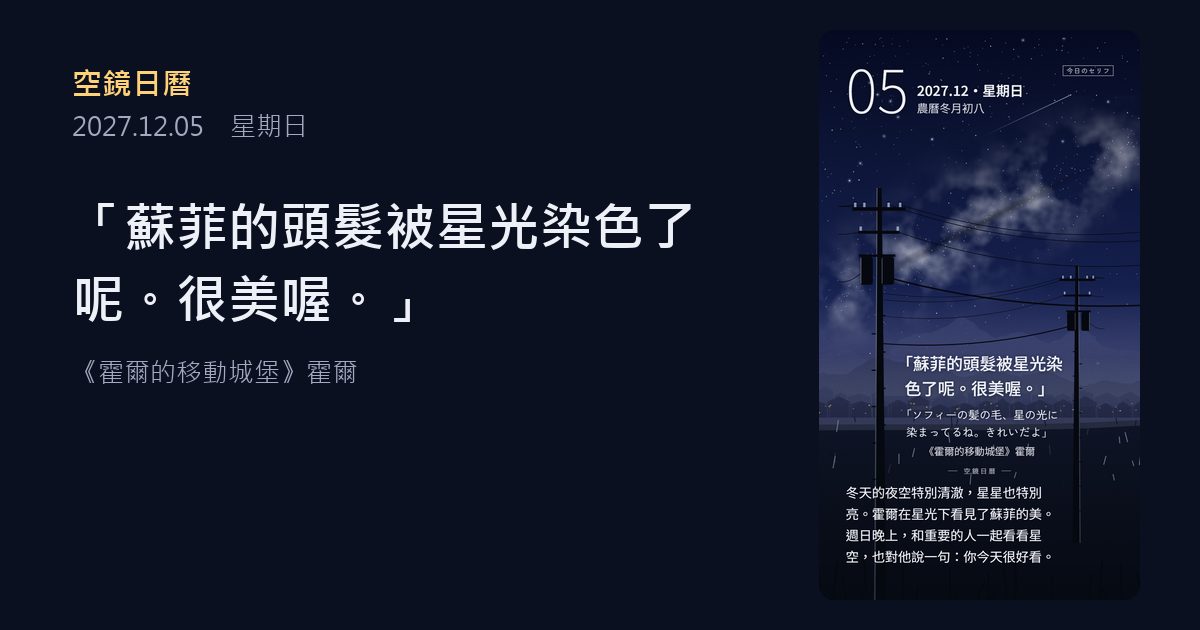 空鏡日曆
2027.12.05　星期日
「蘇菲的頭髮被星光染色了
呢。很美喔。」
《霍爾的移動城堡》霍爾
05
2027.12・星期日
農曆冬月初八
今日のセリフ
「蘇菲的頭髮被星光染
色了呢。很美喔。」
「ソフィーの髪の毛、星の光に
染まってるね。きれいだよ」
《霍爾的移動城堡》霍爾
— 空鏡日曆 —
冬天的夜空特別清澈，星星也特別
亮。霍爾在星光下看見了蘇菲的美。
週日晚上，和重要的人一起看看星
空，也對他說一句：你今天很好看。